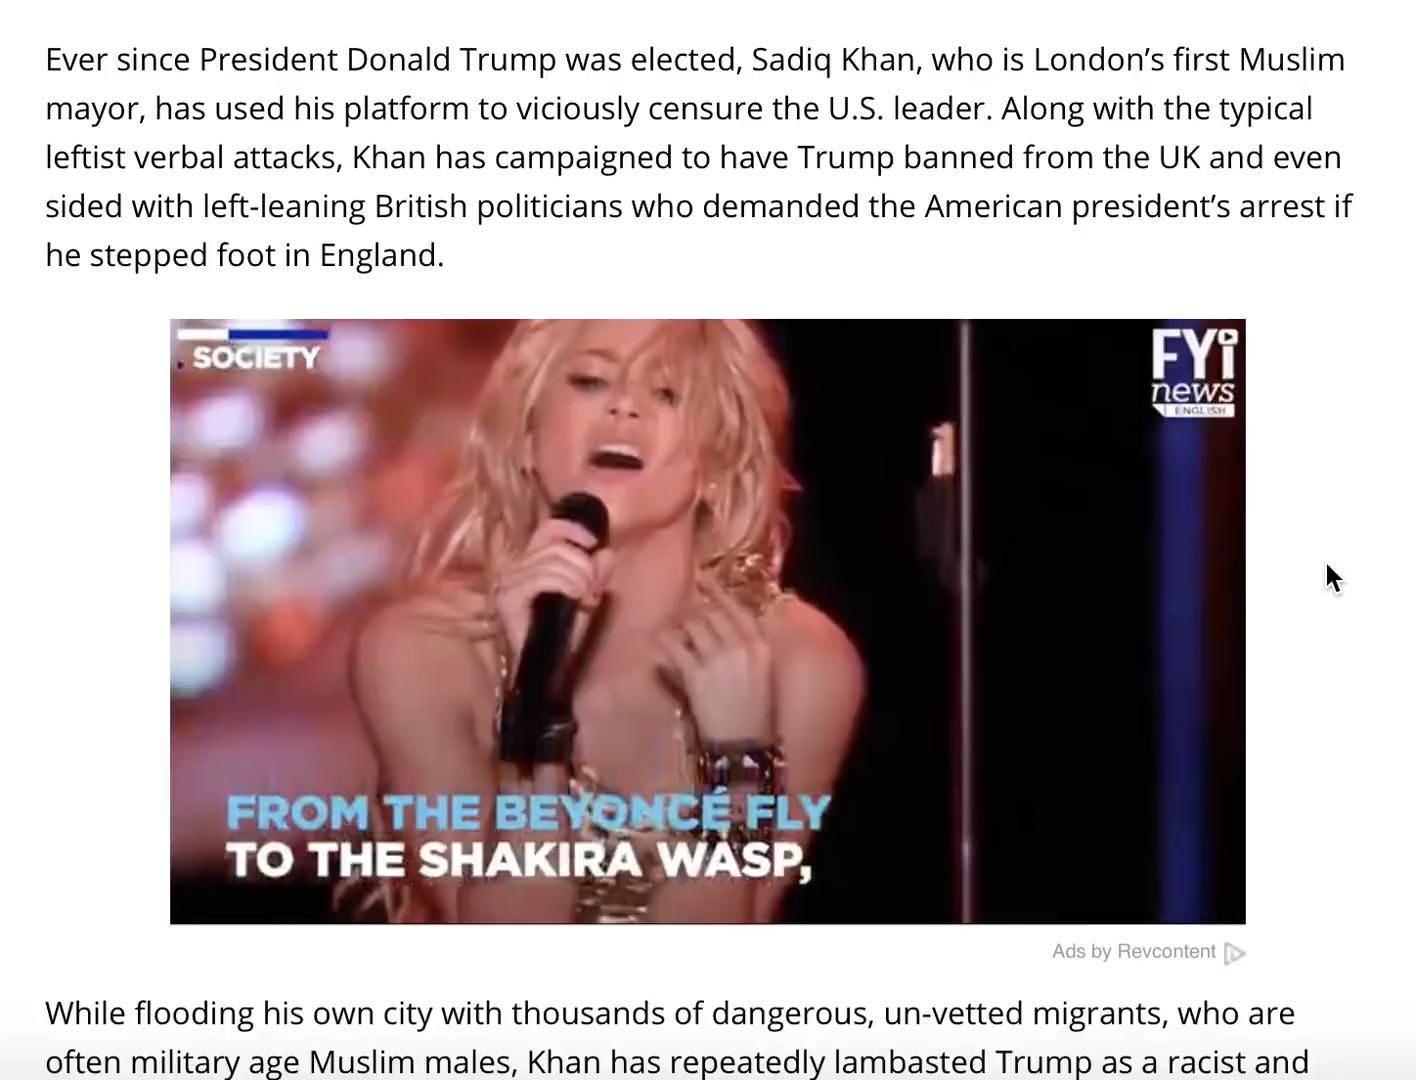 Ever since President Donald Trump was elected, Sadiq Khan, who is London’s first Muslim
mayor, has used his platform to viciously censure the U.S. leader. Along with the typical
leftist verbal attacks, Khan has campaigned to have Trump banned from the UK and even
sided with left-leaning British politicians who demanded the American president’s arrest if
he stepped foot in England.
SOCIETY
FYi
news
ENGLISH
FROM THE BEYONCÉ FLY
TO THE SHAKIRA WASP,
Ads by Revcontent
While flooding his own city with thousands of dangerous, un-vetted migrants, who are
often military age Muslim males, Khan has repeatedly lambasted Trump as a racist and